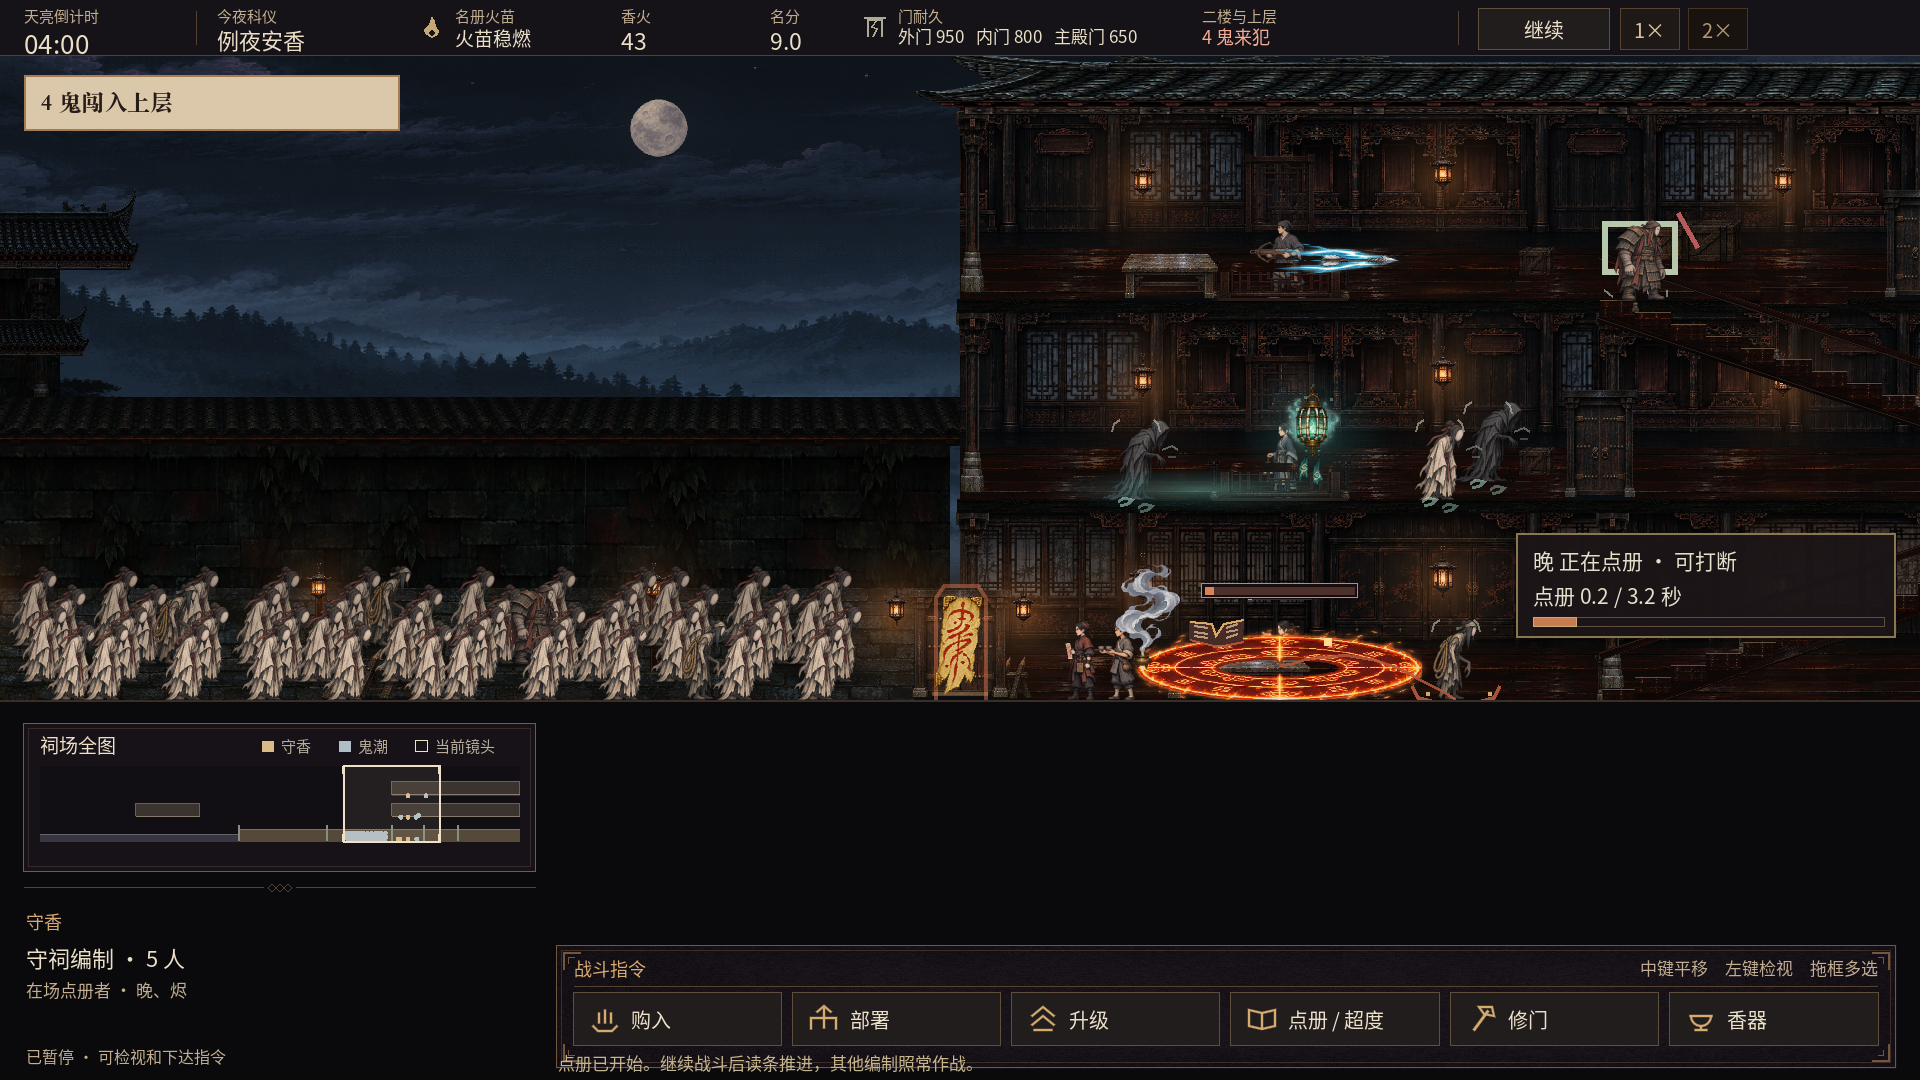 天亮倒计时
04:00
今夜科仪
例夜安香
名册火苗
火苗稳燃
香火
43
名分
9.0
门耐久
外门 950 内门 800 主殿门 650
二楼与上层
4 鬼来犯
继续
1×
2×
4 鬼闯入上层
晚 正在点册 · 可打断
点册 0.2 / 3.2 秒
祠场全图
守香
鬼潮
当前镜头
守香
守祠编制 · 5 人
在场点册者 · 晚、烬
已暂停 · 可检视和下达指令
战斗指令
中键平移 左键检视 拖框多选
购入
部署
升级
点册 / 超度
修门
香器
点册已开始。继续战斗后读条推进，其他编制照常作战。